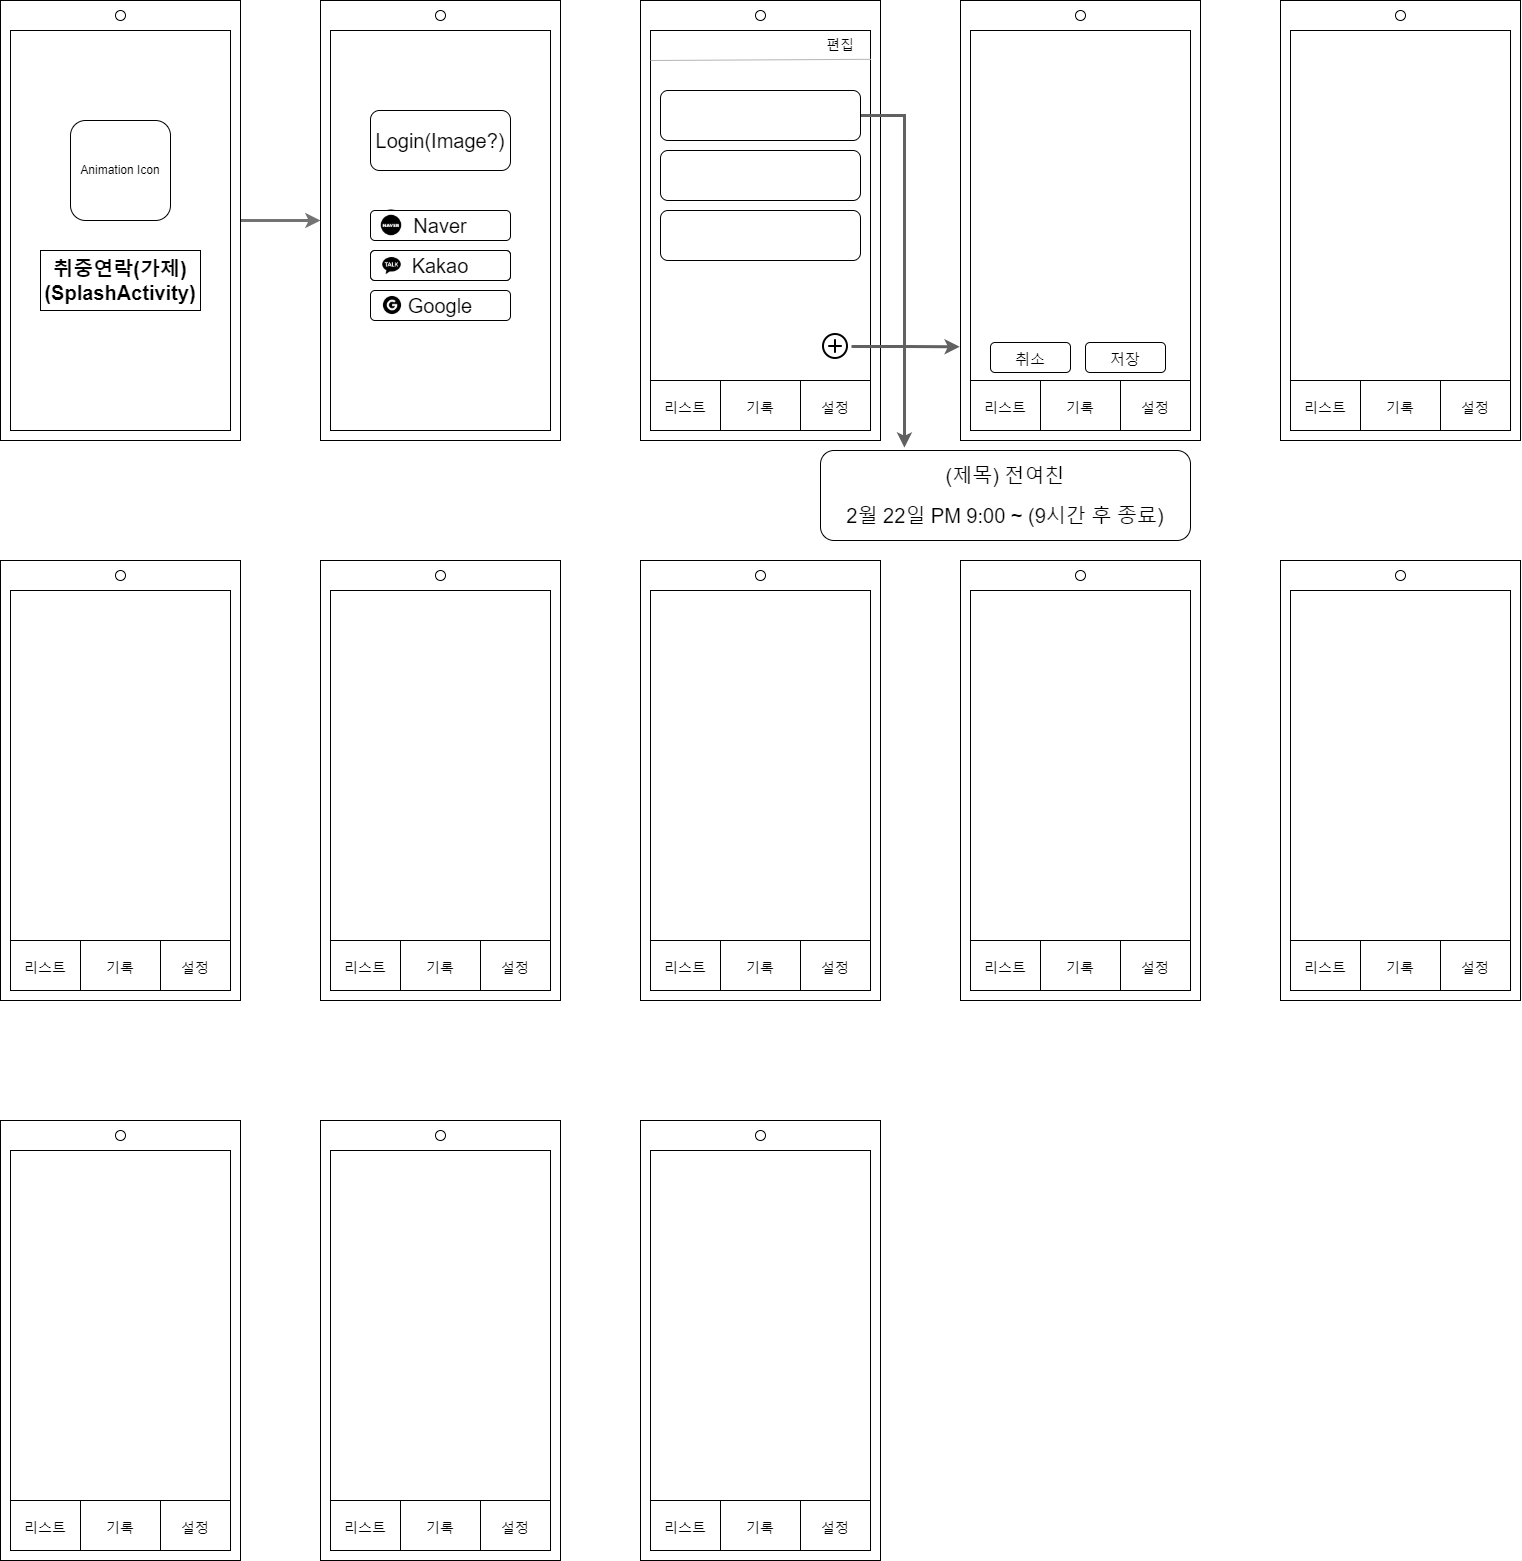 Animation Icon
취중연락(가제)
(SplashActivity)
Login(Image?)
NAVER Naver
TALK Kakao
G Google
편집
리스트 기록 설정
취소 저장
리스트 기록 설정
리스트 기록 설정
(제목) 전여친
2월 22일 PM 9:00 ~ (9시간 후 종료)
리스트 기록 설정
리스트 기록 설정
리스트 기록 설정
리스트 기록 설정
리스트 기록 설정
리스트 기록 설정
리스트 기록 설정
리스트 기록 설정